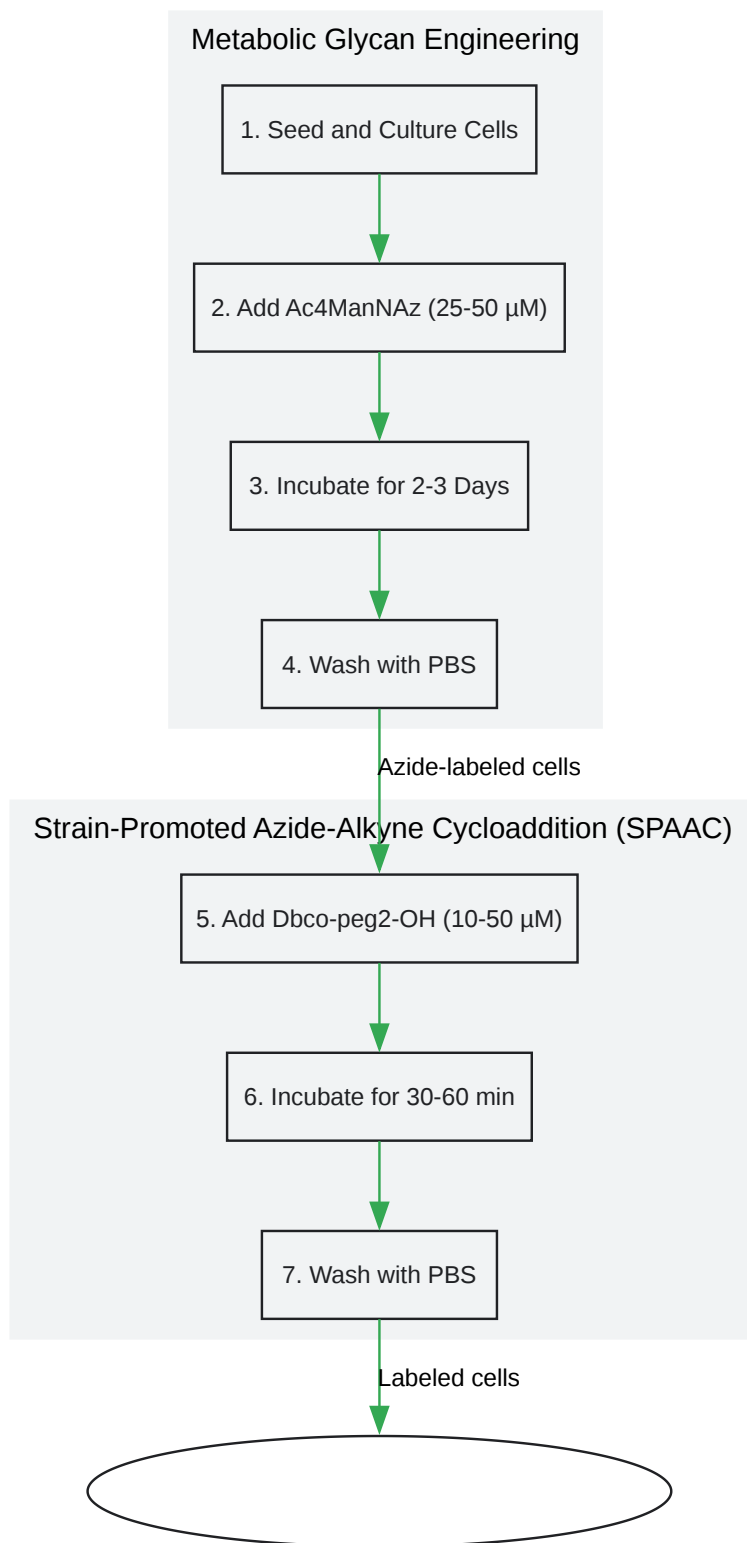 Metabolic Glycan Engineering
1. Seed and Culture Cells
2. Add Ac4ManNAz (25-50 µM)
3. Incubate for 2-3 Days
4. Wash with PBS
Azide-labeled cells
Strain-Promoted Azide-Alkyne Cycloaddition (SPAAC)
5. Add Dbco-peg2-OH (10-50 µM)
6. Incubate for 30-60 min
7. Wash with PBS
Labeled cells